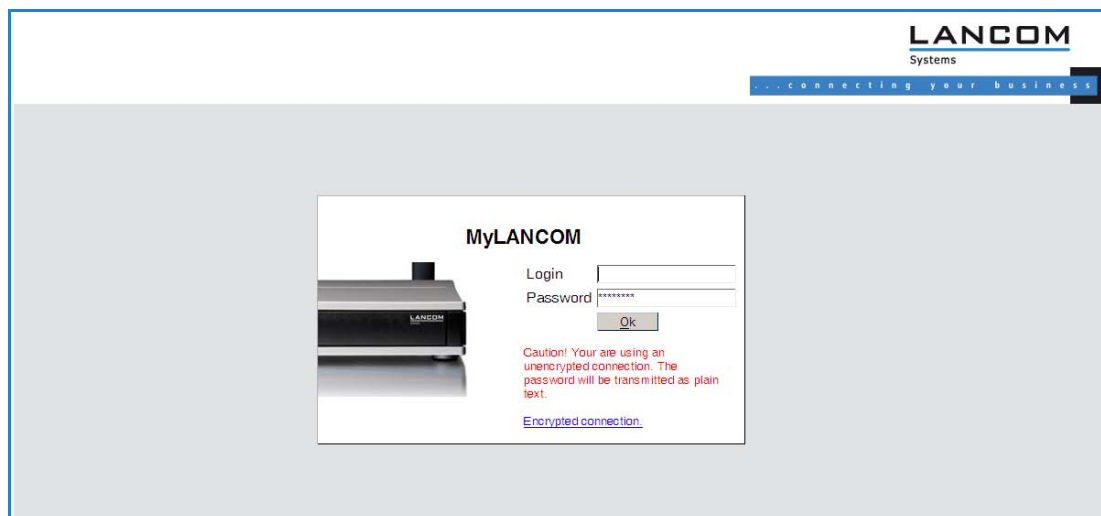 LANCOM
Systems
...connecting your business
MyLANCOM
Login
Password ********
Ok
LANCOM
Caution! Your are using an
unencrypted connection. The
password will be transmitted as plain
text.
Encrypted connection.